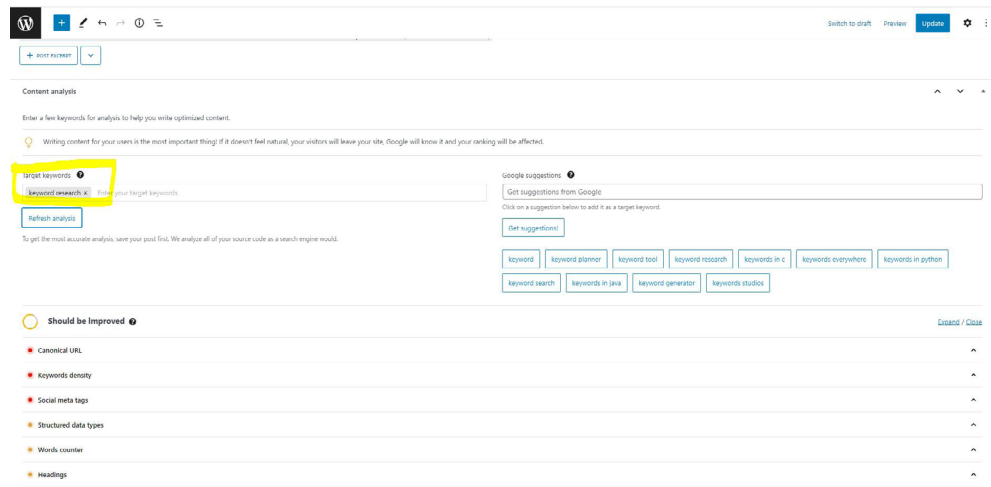 Switch to draft Preview Update
+ POST EXCERPT
Content analysis
Enter a few keywords for analysis to help you write optimized content.
Writing content for your users is the most important thing! If it doesn't feel natural, your visitors will leave your site, Google will know it and your ranking will be affected.
Target keywords
keyword research × Enter your target keywords
Refresh analysis
To get the most accurate analysis, save your post first. We analyze all of your source code as a search engine would.
Google suggestions
Get suggestions from Google
Click on a suggestion below to add it as a target keyword.
Get suggestions!
keyword keyword planner keyword tool keyword research keywords in c keywords everywhere keywords in python
keyword search keywords in java keyword generator keywords studios
Should be Improved
Expand / Close
Canonical URL
Keywords density
Social meta tags
Structured data types
Words counter
Headings